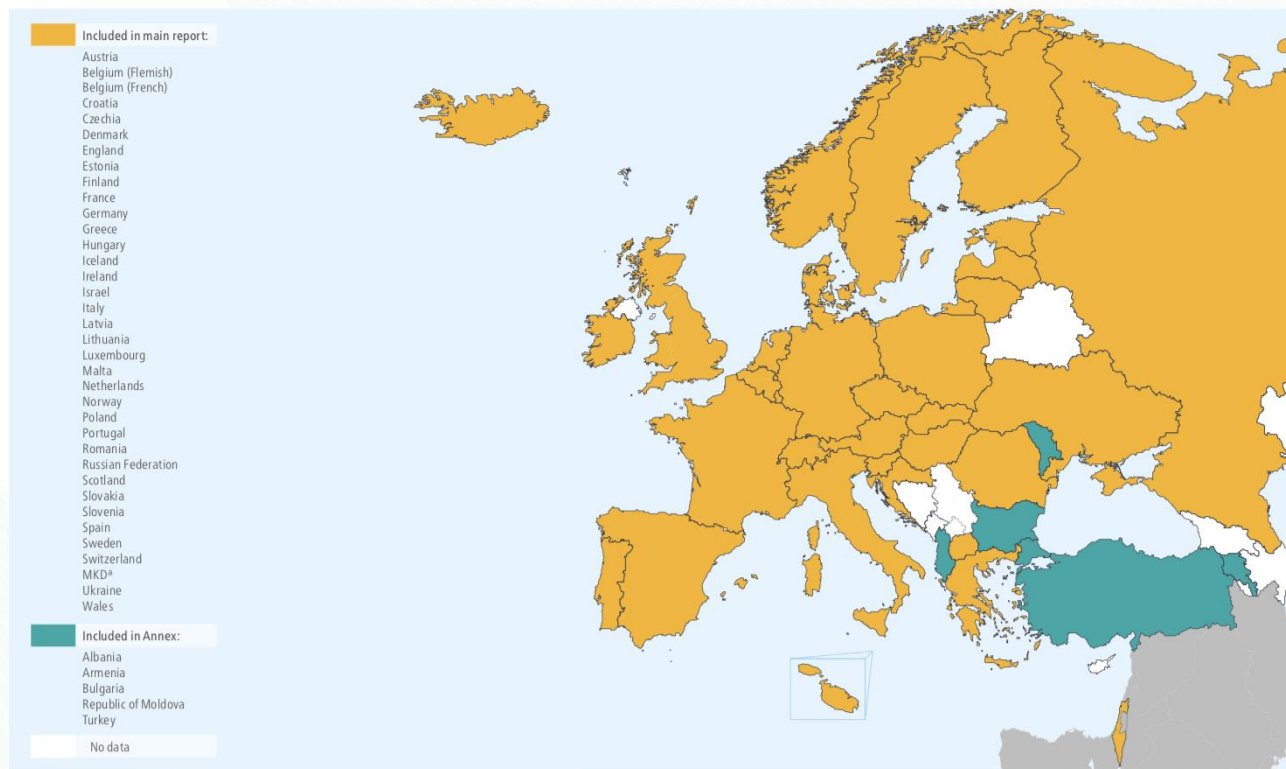 Included in main report:
Austria
Belgium (Flemish)
Belgium (French)
Croatia
Czechia
Denmark
England
Estonia
Finland
France
Germany
Greece
Hungary
Iceland
Ireland
Israel
Italy
Latvia
Lithuania
Luxembourg
Malta
Netherlands
Norway
Poland
Portugal
Romania
Russian Federation
Scotland
Slovakia
Slovenia
Spain
Sweden
Switzerland
MKDª
Ukraine
Wales
Included in Annex:
Albania
Armenia
Bulgaria
Republic of Moldova
Turkey
No data